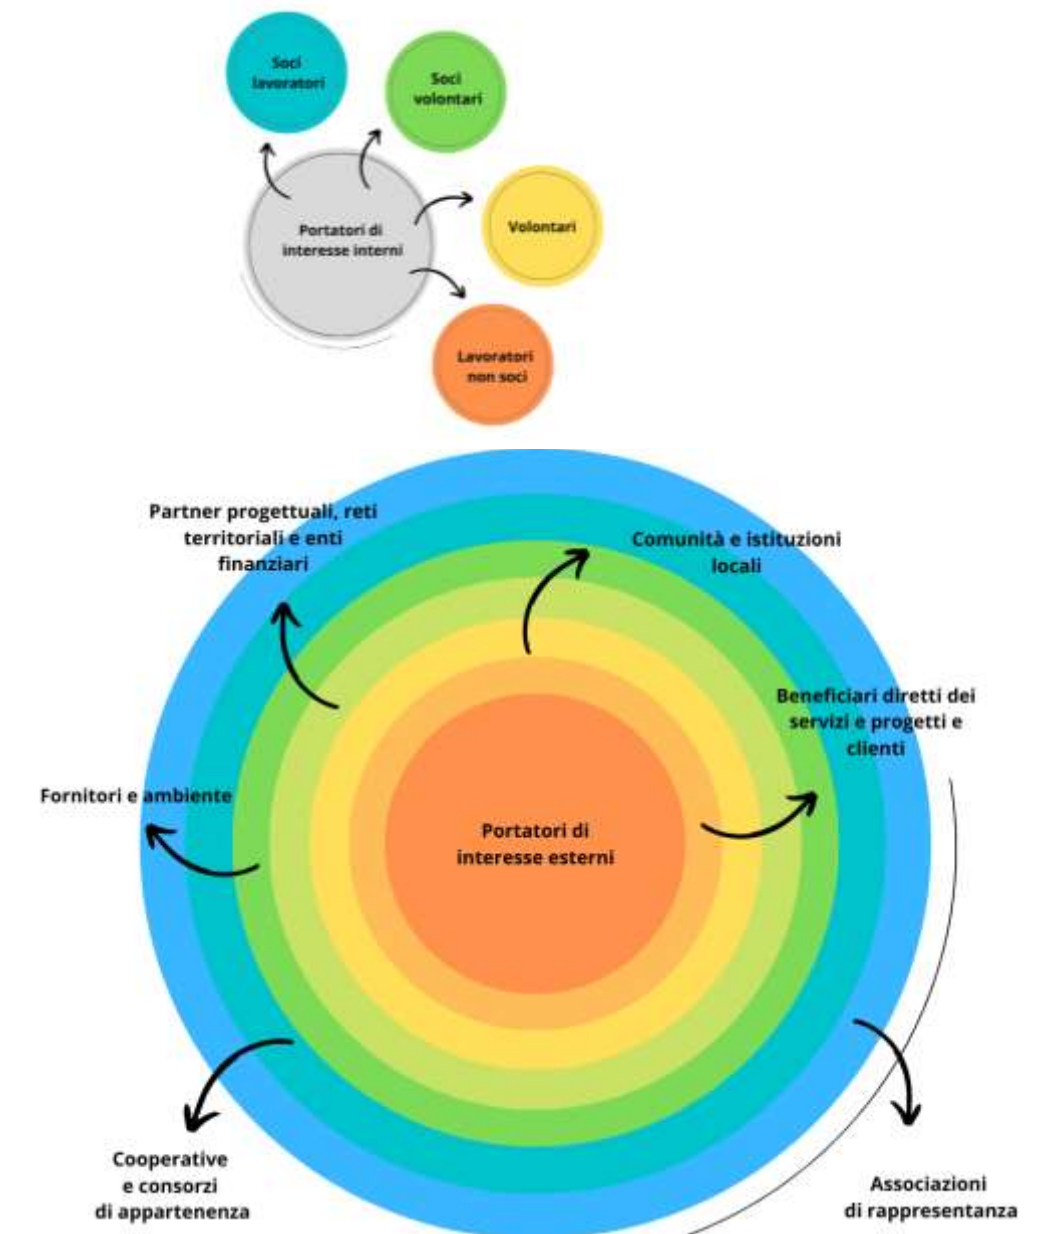 Soci
lavoratori
Soci
volontari
Portatori di
interesse interni
Volontari
Lavoratori
non soci
Partner progettuali, reti
territoriali e enti
finanziari
Comunità e istituzioni
locali
Beneficiari diretti dei
servizi e progetti e
clienti
Fornitori e ambiente
Portatori di
interesse esterni
Cooperative
e consorzi
di appartenenza
Associazioni
di rappresentanza